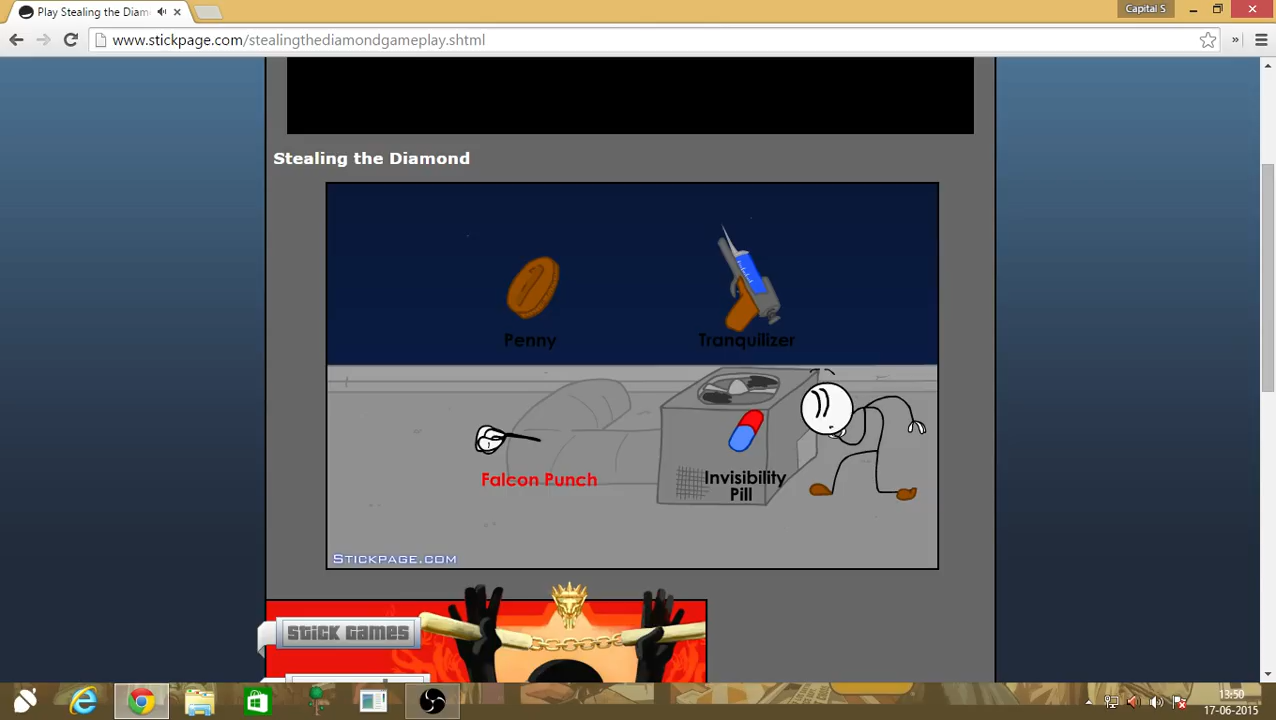 Play Stealing the Diam
Capital S
www.stickpage.com/stealingthediamondgameplay.shtml
Stealing the Diamond
Penny
Tranquilizer
Falcon Punch
Invisibility
Pill
STICKPAGE.COM
STICK GAMES
13:50
17-06-2015